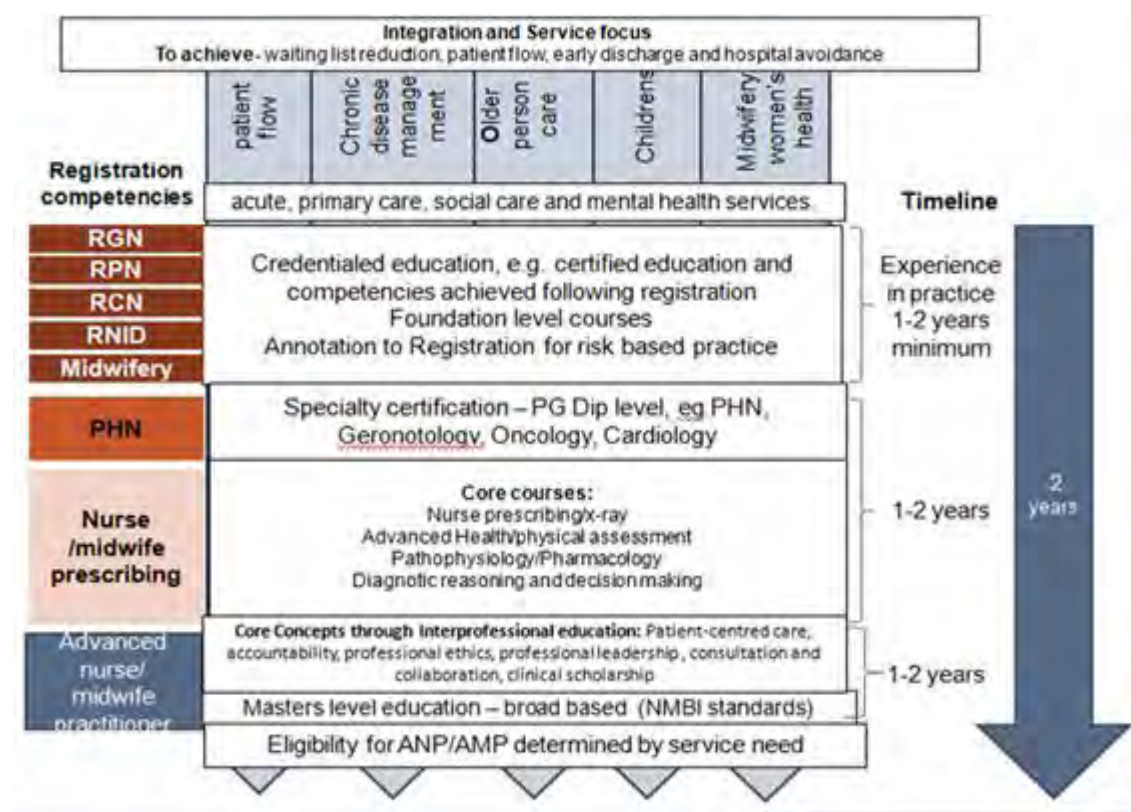 Integration and Service focus
To achieve- waiting list reduction, patient flow, early discharge and hospital avoidance
patient
flow
Chronic
disease
manage
ment
Older
person
care
Childrens
Midwifery
women's
health
Registration
competencies
acute, primary care, social care and mental health services.
Timeline
RGN
RPN
RCN
RNID
Midwifery
Credentialed education, e.g. certified education and
competencies achieved following registration
Foundation level courses
Annotation to Registration for risk based practice
Experience
in practice
1-2 years
minimum
PHN
Specialty certification – PG Dip level, eg PHN,
Geronotology, Oncology, Cardiology
Nurse
/midwife
prescribing
Core courses:
Nurse prescribing/x-ray
Advanced Health/physical assessment
Pathophysiology/Pharmacology
Diagnostic reasoning and decision making
1-2 years
2
years
Advanced
nurse/
midwife
practitioner
Core Concepts through Interprofessional education: Patient-centred care,
accountability, professional ethics, professional leadership, consultation and
collaboration, clinical scholarship
1-2 years
Masters level education – broad based (NMBI standards)
Eligibility for ANP/AMP determined by service need